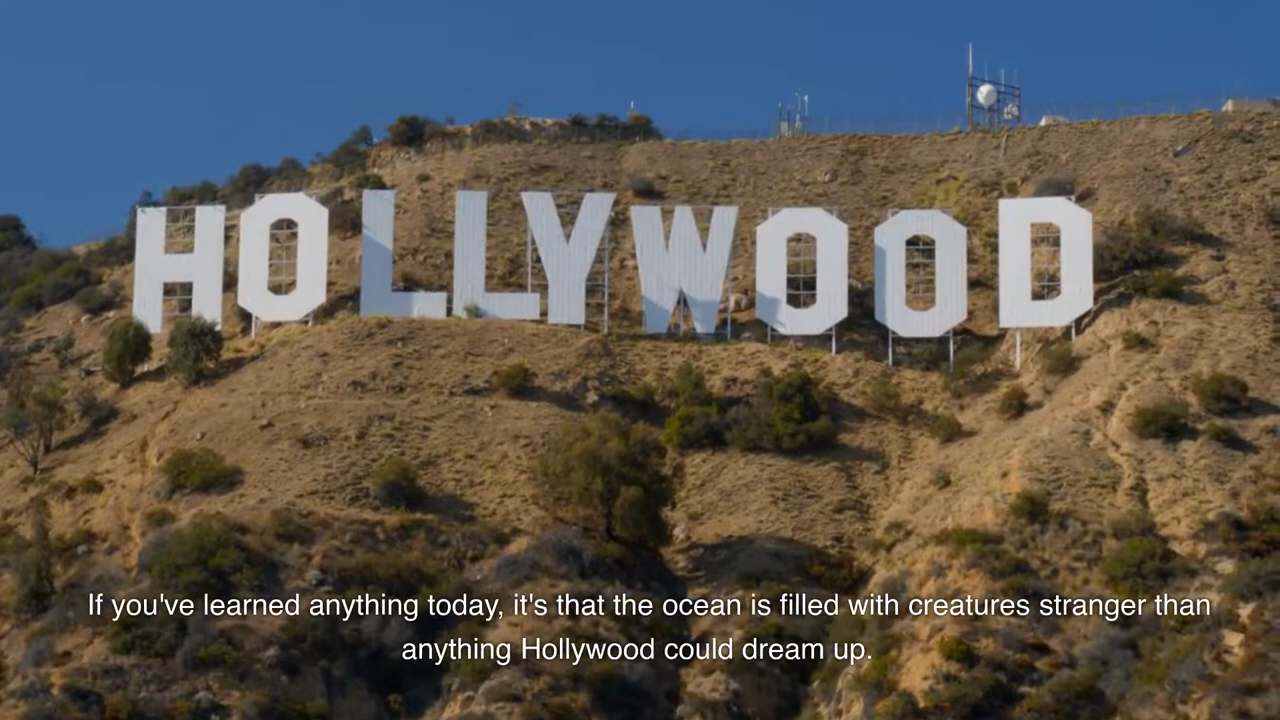 HOLLYWOOD
If you've learned anything today, it's that the ocean is filled with creatures stranger than
anything Hollywood could dream up.